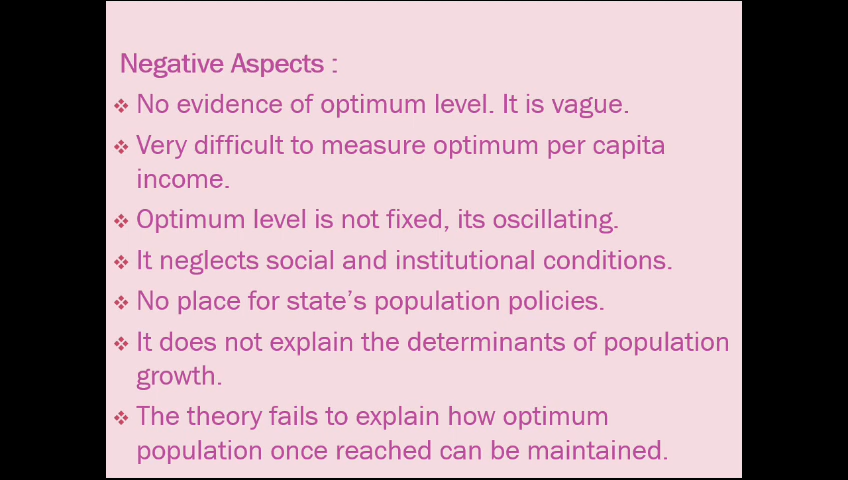 Negative Aspects :
❖ No evidence of optimum level. It is vague.
❖ Very difficult to measure optimum per capita
income.
❖ Optimum level is not fixed, its oscillating.
❖ It neglects social and institutional conditions.
❖ No place for state’s population policies.
❖ It does not explain the determinants of population
growth.
❖ The theory fails to explain how optimum
population once reached can be maintained.